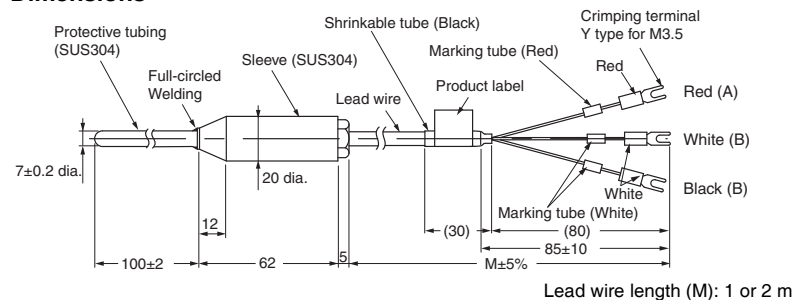 Dimensions
Protective tubing
(SUS304)
Full-circled
Welding
Sleeve (SUS304)
Shrinkable tube (Black)
Lead wire
Product label
Marking tube (Red)
Red
Crimping terminal
Y type for M3.5
Red (A)
White (B)
Black (B)
7±0.2 dia.
20 dia.
White
Marking tube (White)
12
(30)
(80)
85±10
100±2
62
5
M±5%
Lead wire length (M): 1 or 2 m